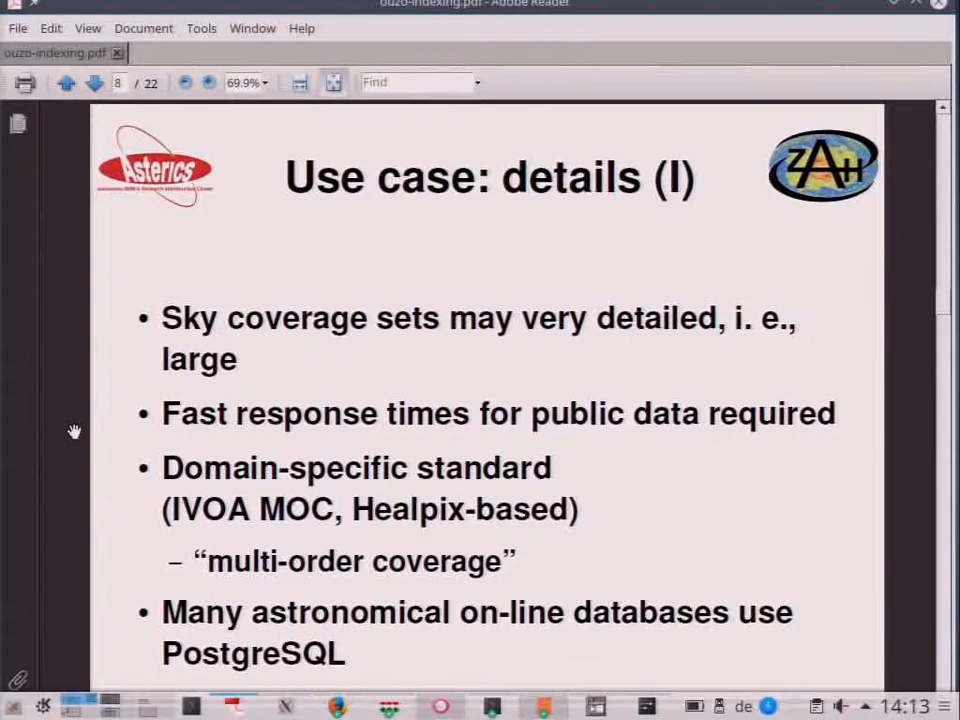 ouzo-indexing.pdf - Adobe Reader
File Edit View Document Tools Window Help
ouzo-indexing.pdf
8 / 22 69.9% Find
Asterics
ZAH
Use case: details (I)
• Sky coverage sets may very detailed, i. e.,
large
• Fast response times for public data required
• Domain-specific standard
(IVOA MOC, Healpix-based)
– “multi-order coverage”
• Many astronomical on-line databases use
PostgreSQL
de 14:13